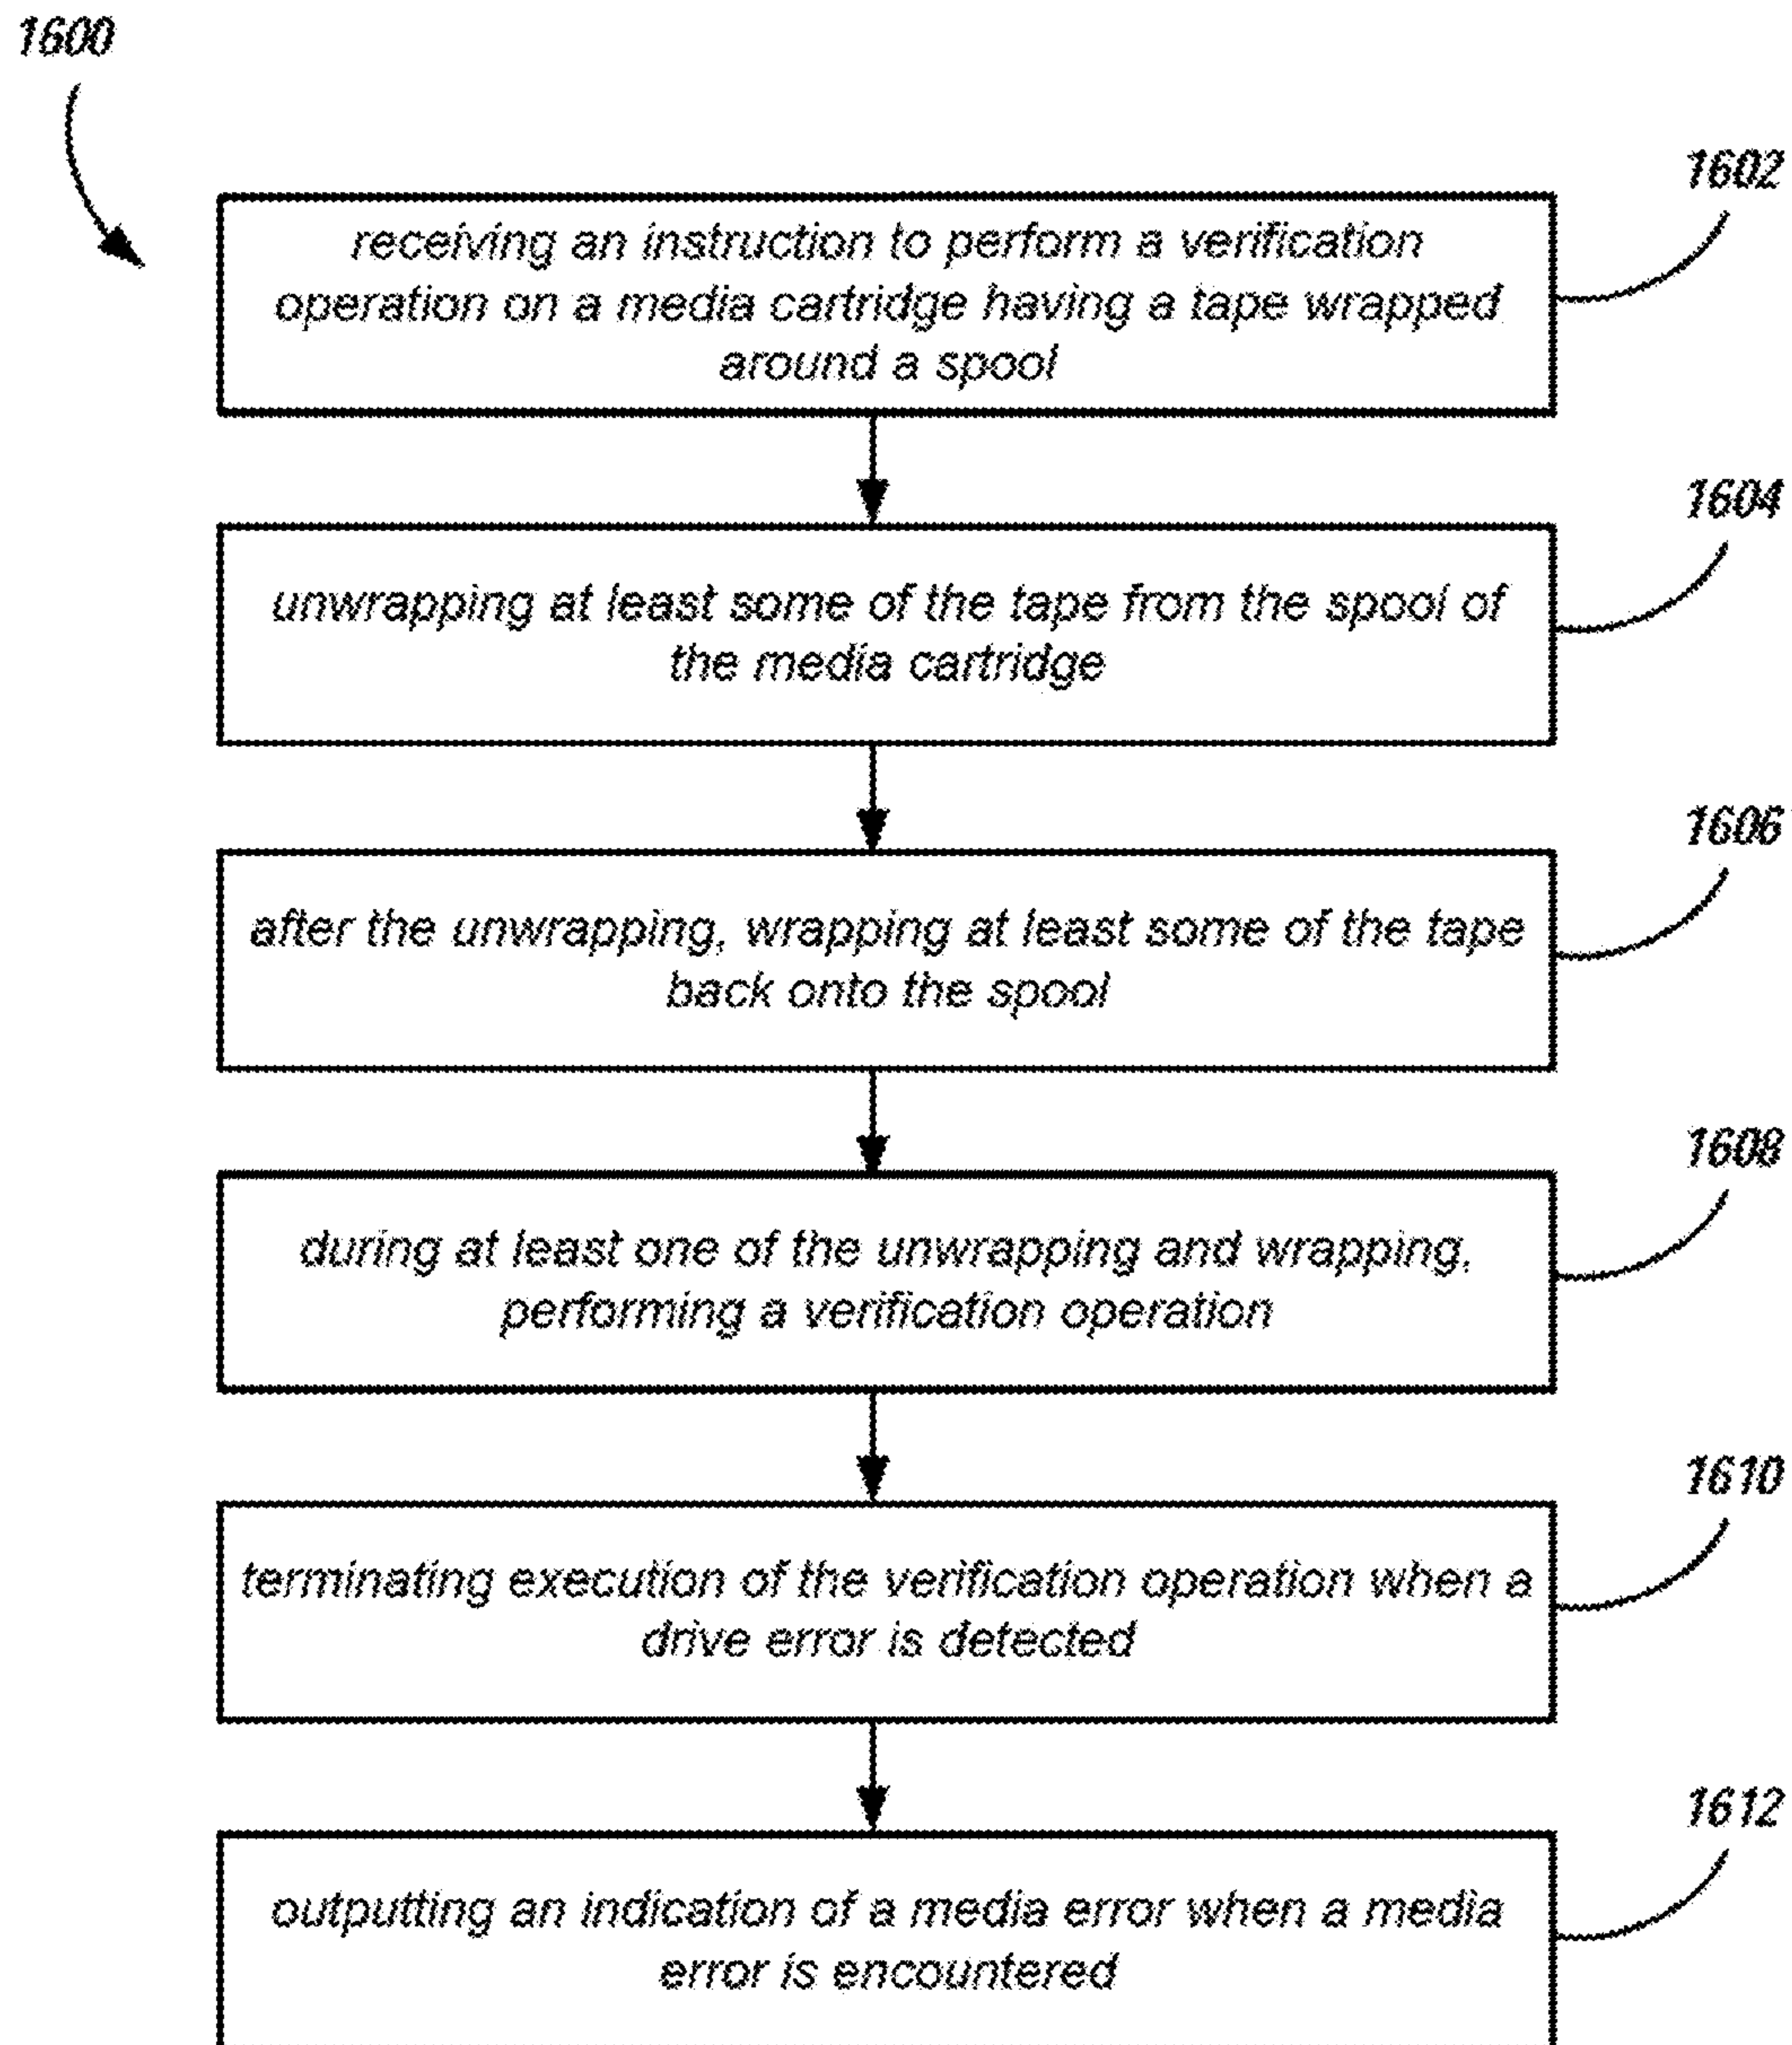 1600
1602
receiving an instruction to perform a verification
operation on a media cartridge having a tape wrapped
around a spool
1604
unwrapping at least some of the tape from the spool of
the media cartridge
1606
after the unwrapping, wrapping at least some of the tape
back onto the spool
1608
during at least one of the unwrapping and wrapping,
performing a verification operation
1610
terminating execution of the verification operation when a
drive error is detected
1612
outputting an indication of a media error when a media
error is encountered